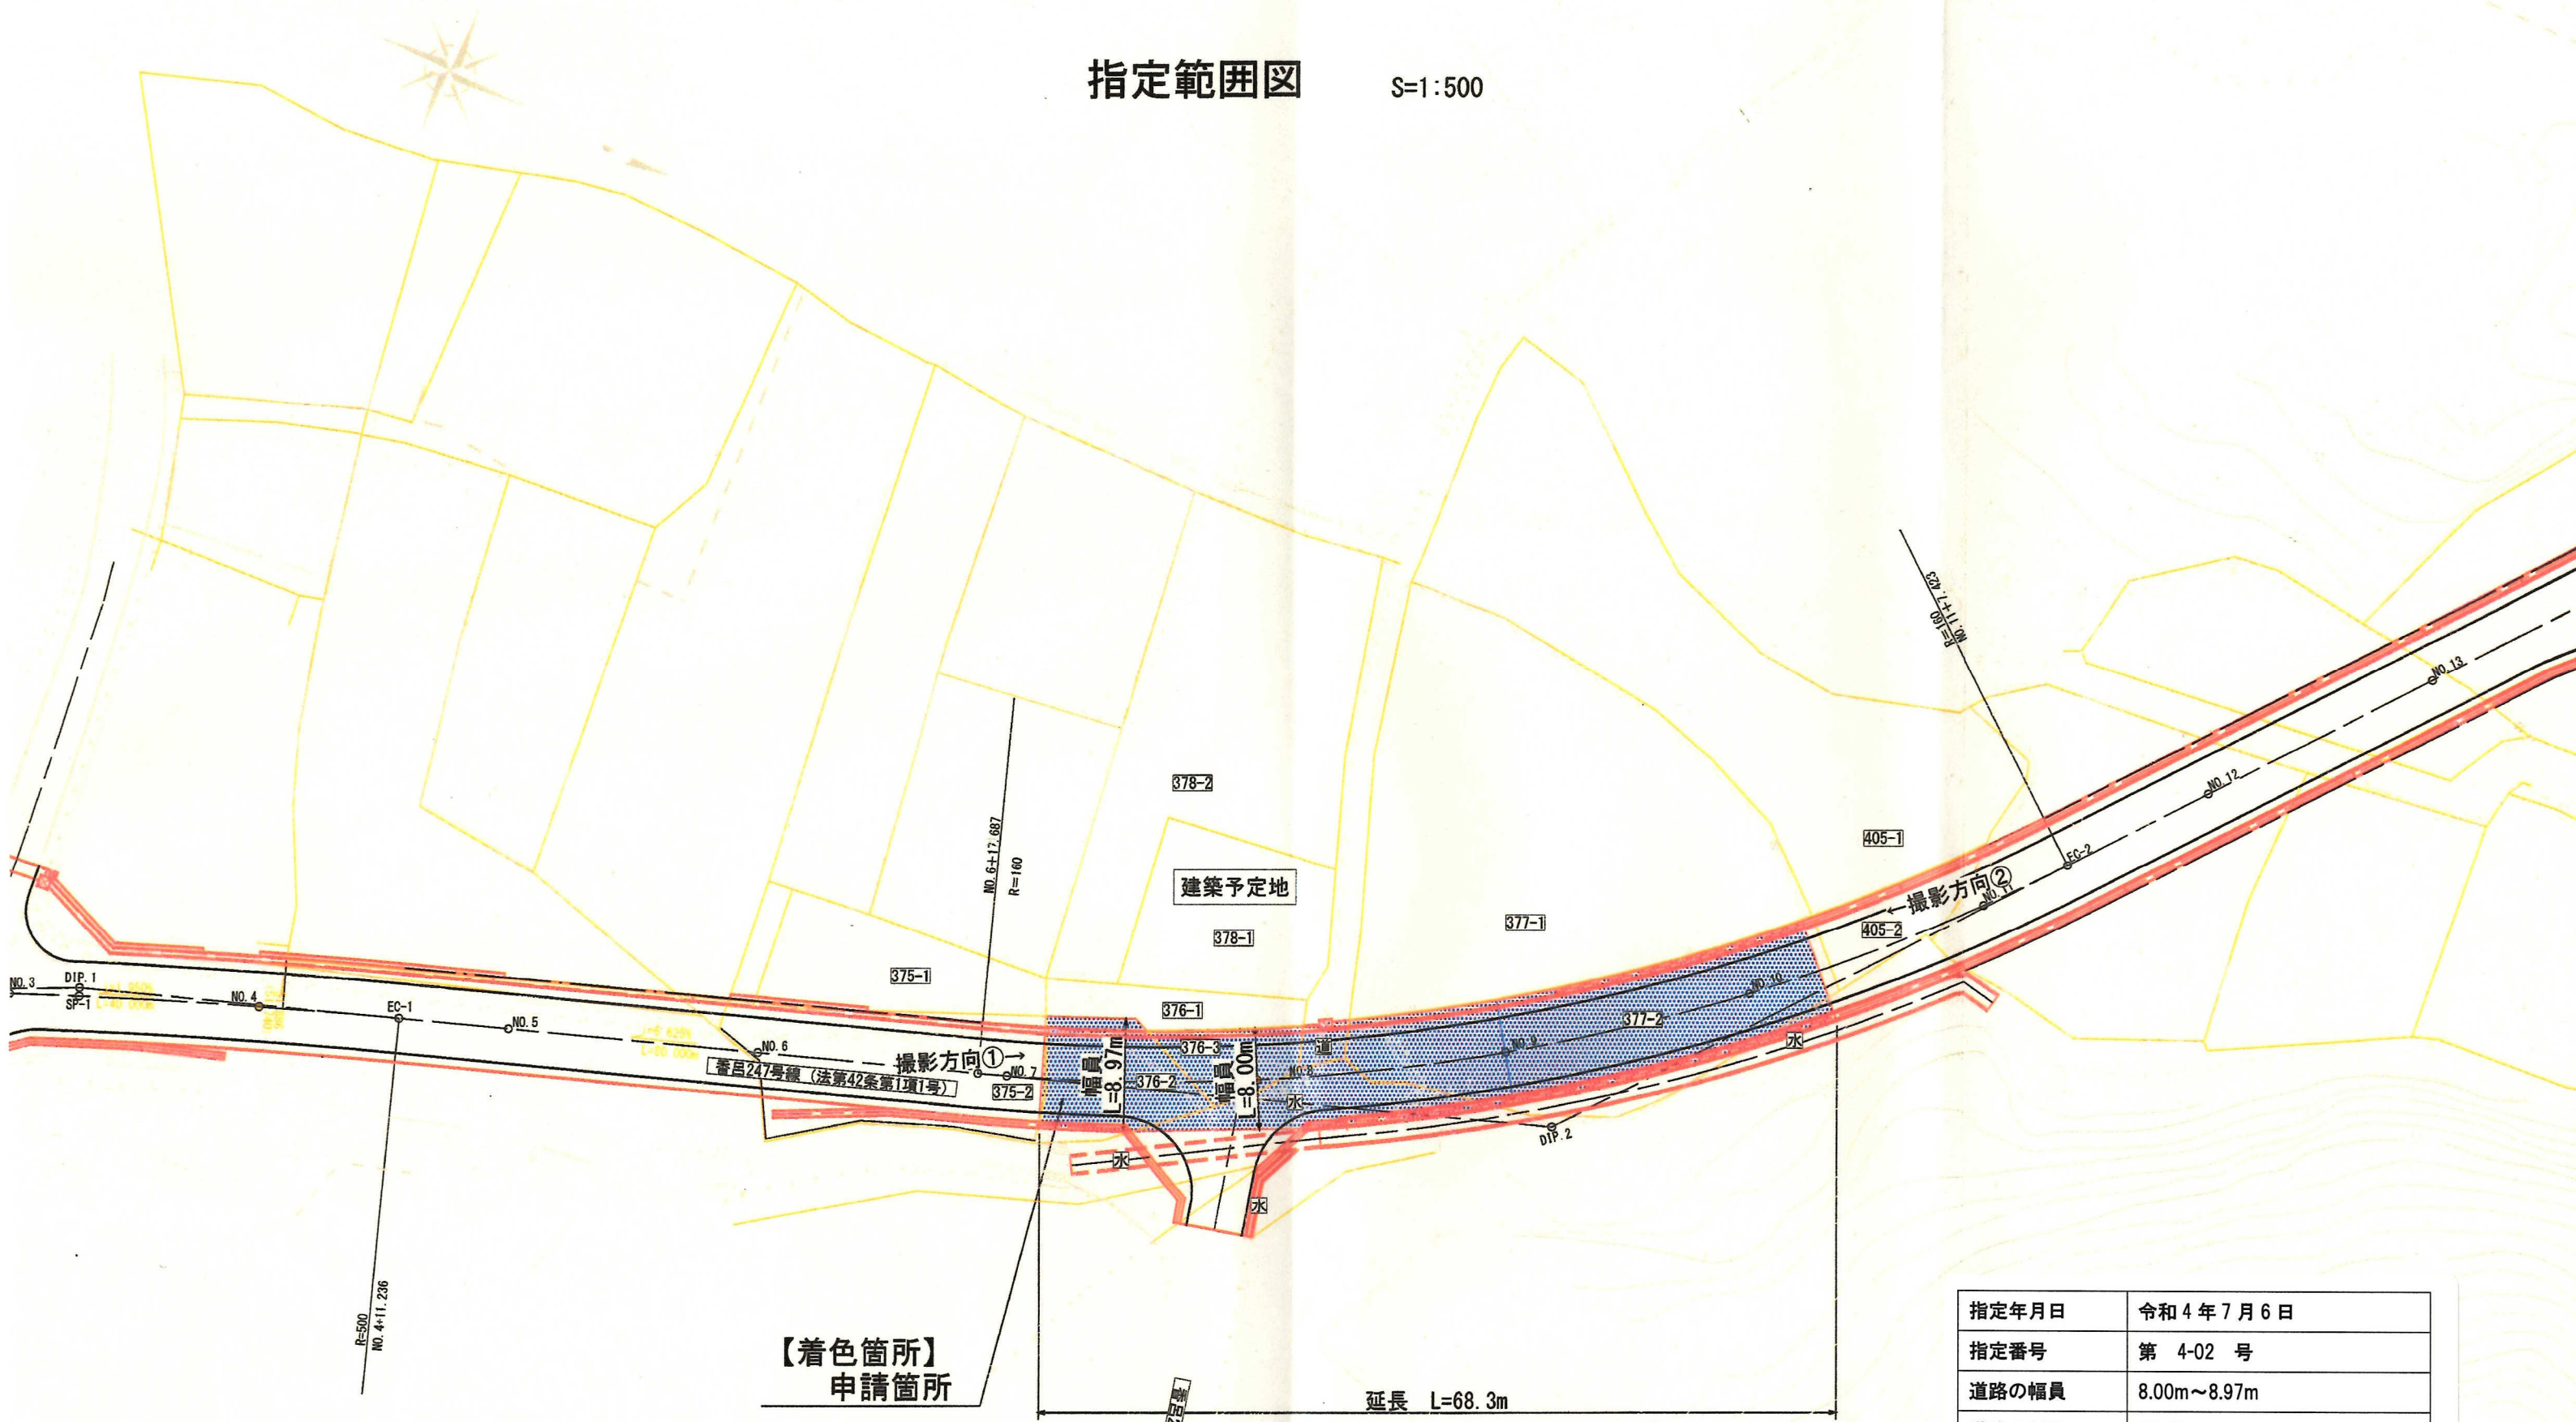 指定範囲図 S=1:500
R=160
NO.11+7.423
NO.13
NO.12
EC-2
NO.11
378-2
405-1
建築予定地
377-1
378-1
←撮影方向②
405-2
NO.6+17.687
R=160
375-1
376-1
NO.3
DIP.1
SP-1
NO.4
EC-1
NO.5
NO.6
撮影方向①→
NO.7
香呂247号線（法第42条第1項1号）
375-2
幅員
L=8.97m
376-3
376-2
幅員
L=8.00m
道
NO.8
水
NO.9
377-2
NO.10
水
DIP.2
水
水
R=500
NO.4+11.236
【着色箇所】
申請箇所
延長 L=68.3m
指定年月日 令和4年7月6日
指定番号 第 4-02 号
道路の幅員 8.00m～8.97m